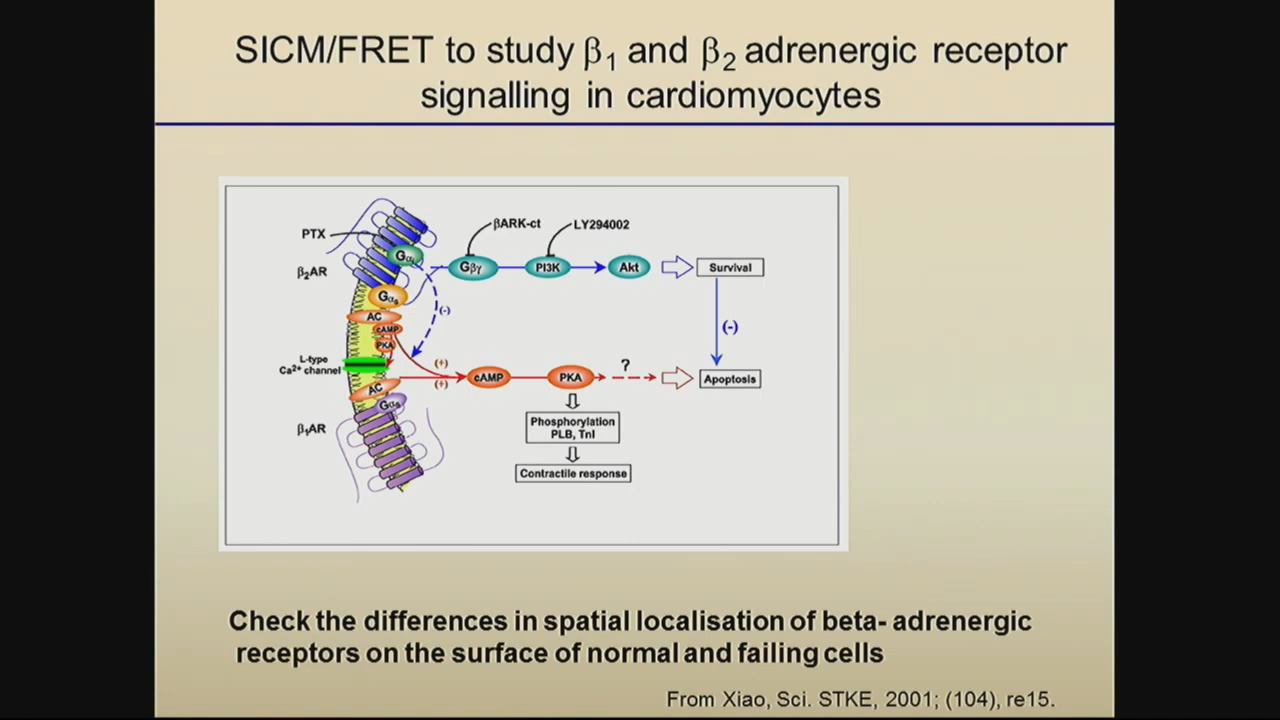 SICM/FRET to study β1 and β2 adrenergic receptor
signalling in cardiomyocytes
PTX
βARK-ct
LY294002
Gαi
β2AR
Gβγ
PI3K
Akt
Survival
Gαs
(-)
AC
cAMP
PKA
(-)
L-type
Ca2+ channel
(+)
(+)
cAMP
PKA
?
Apoptosis
AC
Gαs
β1AR
Phosphorylation
PLB, TnI
Contractile response
Check the differences in spatial localisation of beta- adrenergic
receptors on the surface of normal and failing cells
From Xiao, Sci. STKE, 2001; (104), re15.